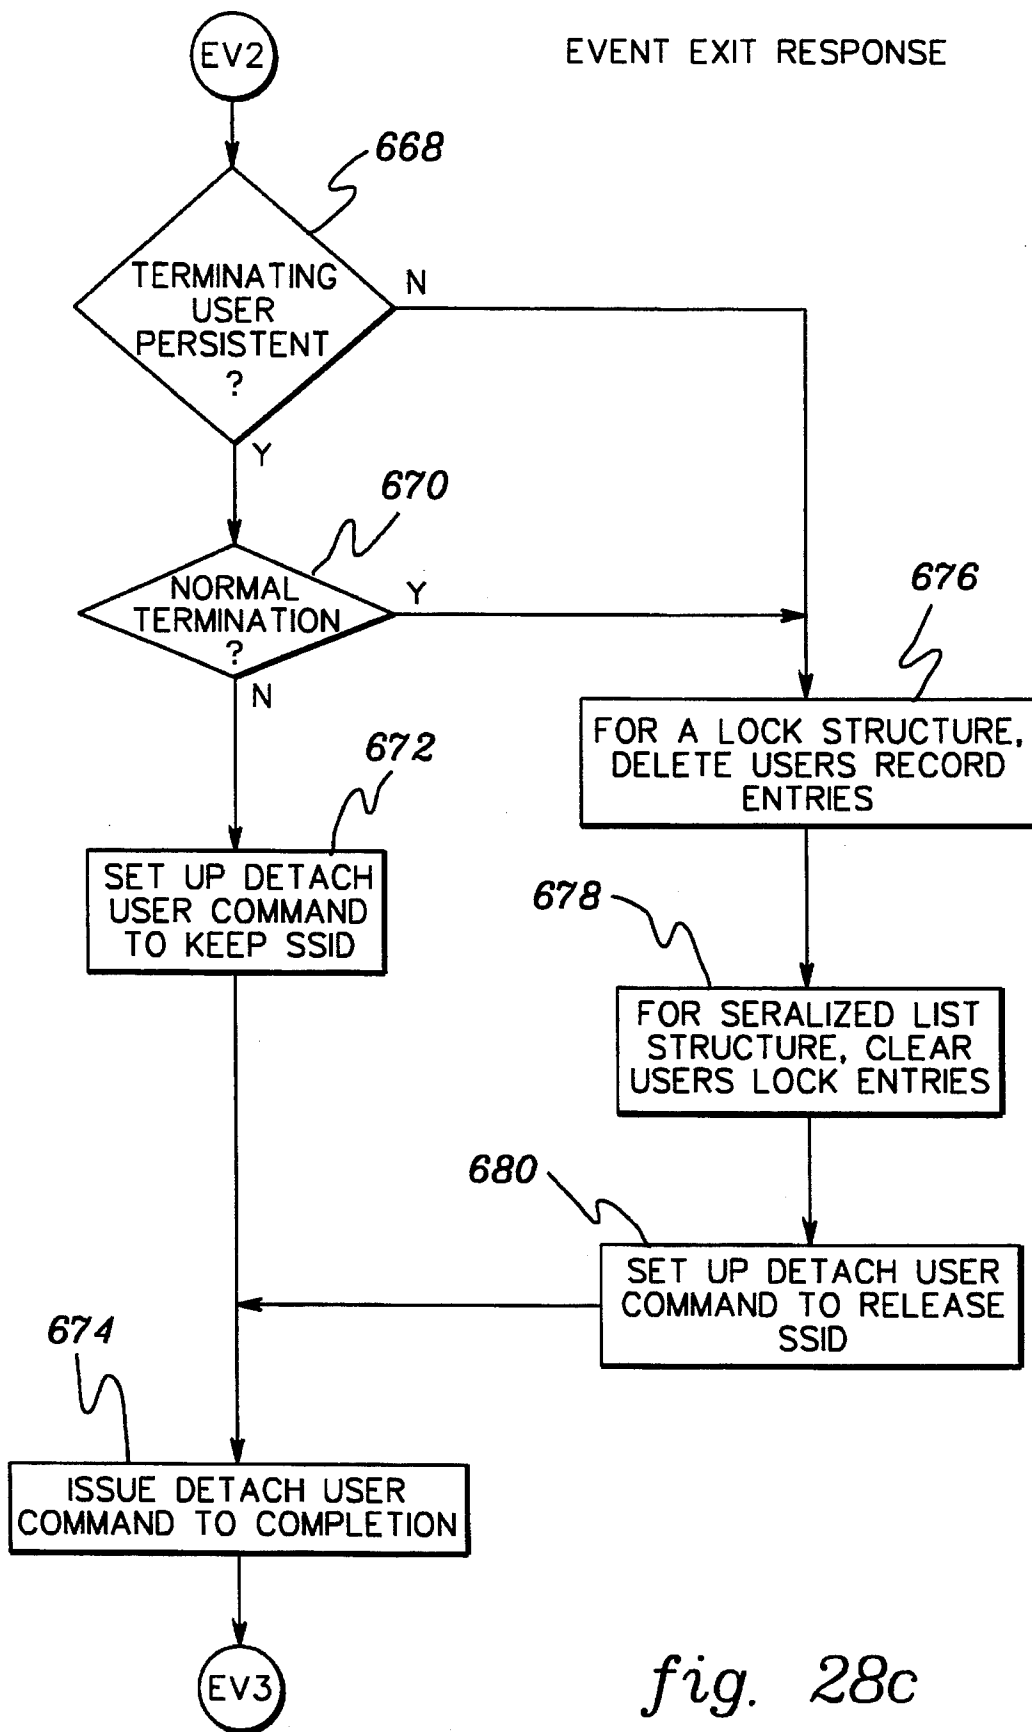 EV2
EVENT EXIT RESPONSE
668
TERMINATING
USER
PERSISTENT
?
N
Y
670
NORMAL
TERMINATION
?
Y
N
676
FOR A LOCK STRUCTURE,
DELETE USERS RECORD
ENTRIES
672
SET UP DETACH
USER COMMAND
TO KEEP SSID
678
FOR SERALIZED LIST
STRUCTURE, CLEAR
USERS LOCK ENTRIES
680
SET UP DETACH USER
COMMAND TO RELEASE
SSID
674
ISSUE DETACH USER
COMMAND TO COMPLETION
EV3
fig. 28c